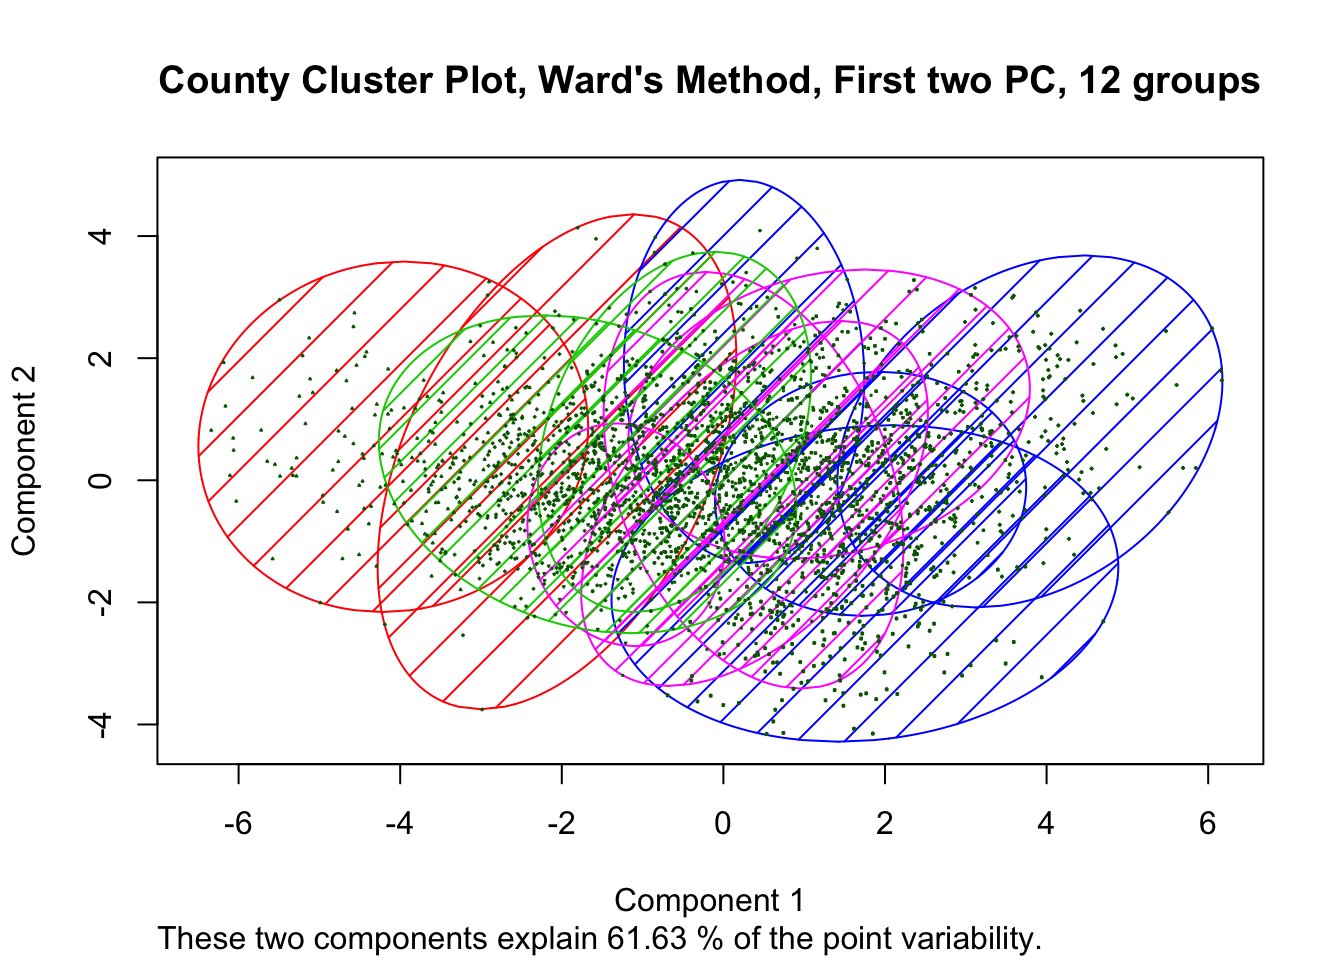 County Cluster Plot, Ward's Method, First two PC, 12 groups
Component 2
4
2
0
-2
-4
-6 -4 -2 0 2 4 6
Component 1
These two components explain 61.63 % of the point variability.